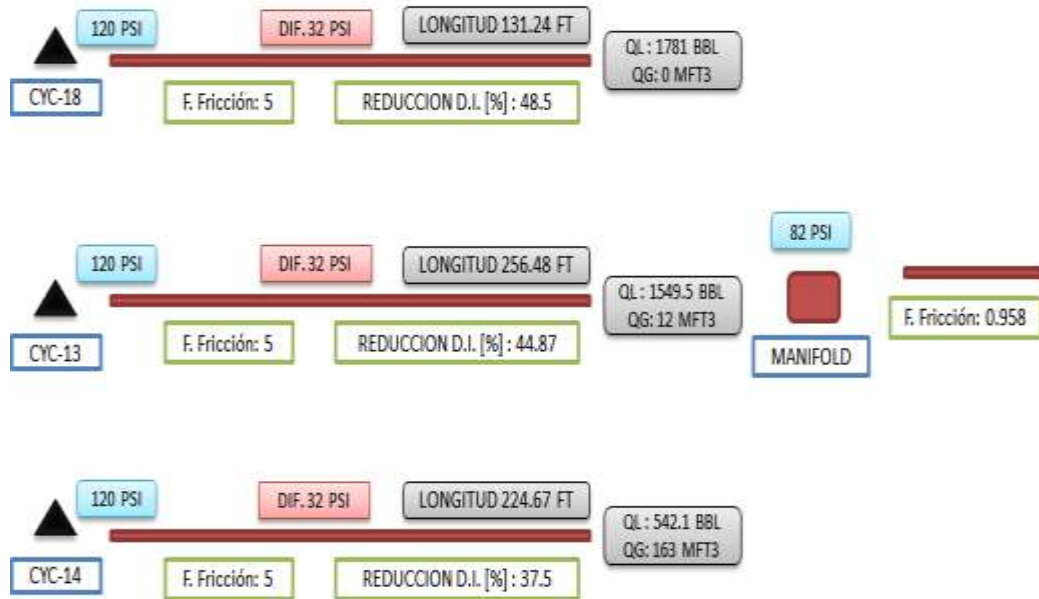 120 PSI
DIF. 32 PSI
LONGITUD 131.24 FT
QL: 1781 BBL
QG: 0 MFT3
CYC-18
F. Fricción: 5
REDUCCION D.I. [%] : 48.5
82 PSI
120 PSI
DIF. 32 PSI
LONGITUD 256.48 FT
QL: 1549.5 BBL
QG: 12 MFT3
F. Fricción: 0.958
CYC-13
F. Fricción: 5
REDUCCION D.I. [%] : 44.87
MANIFOLD
120 PSI
DIF. 32 PSI
LONGITUD 224.67 FT
QL: 542.1 BBL
QG: 163 MFT3
CYC-14
F. Fricción: 5
REDUCCION D.I. [%] : 37.5